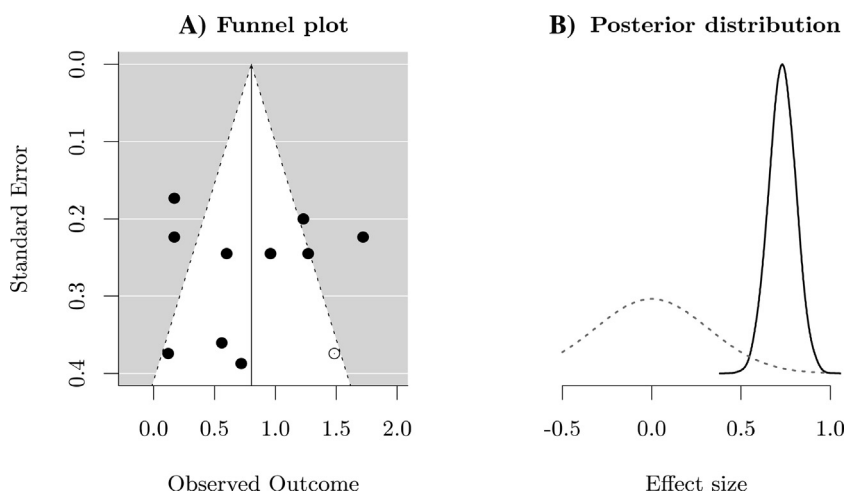 A) Funnel plot
Standard Error
0.0
0.1
0.2
0.3
0.4
0.0 0.5 1.0 1.5 2.0
Observed Outcome
B) Posterior distribution
-0.5 0.0 0.5 1.0
Effect size